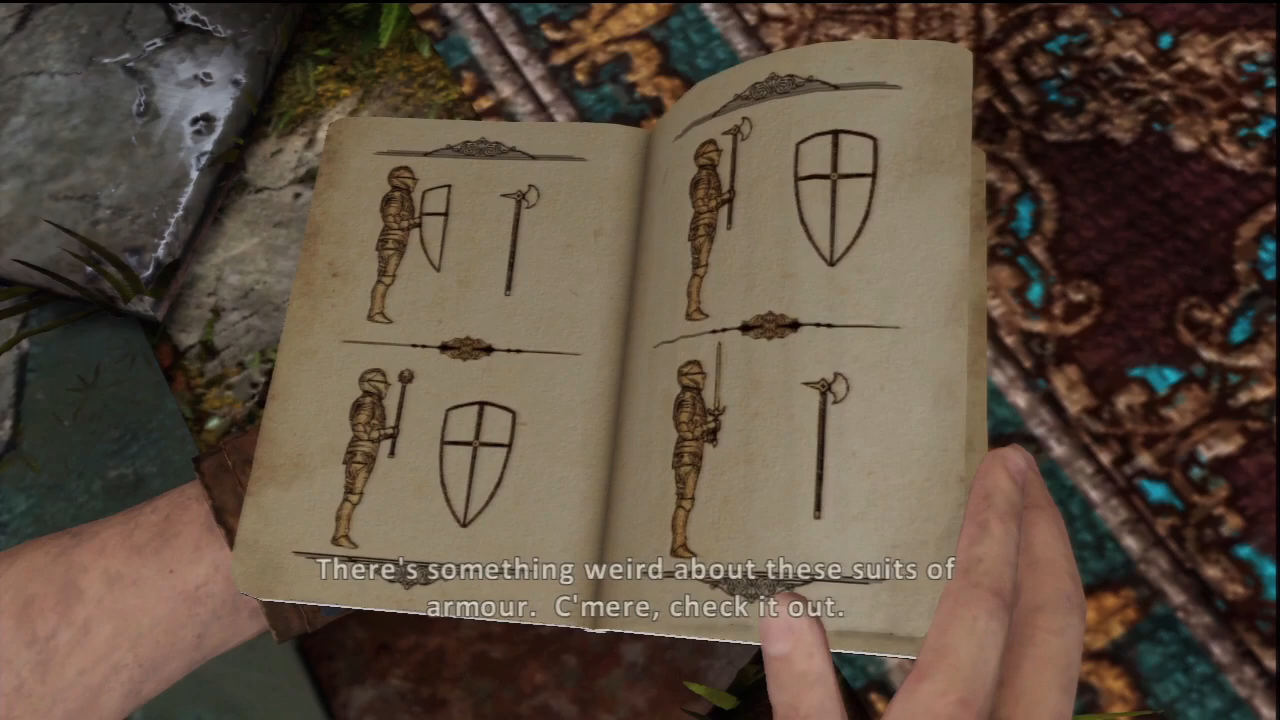 There's something weird about these suits of
armour.  C'mere, check it out.